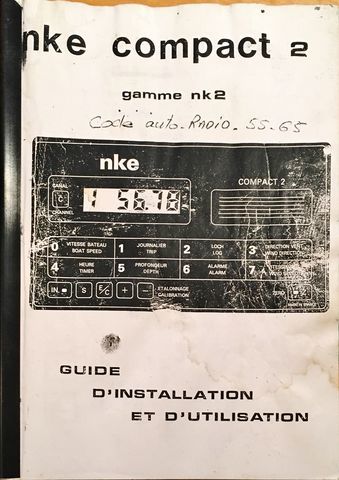 nke compact 2
gamme nk2
Code auto-RADIO. 55.65
nke
CANAL
C
CHANNEL
1 56.78
COMPACT 2
0 VITESSE BATEAU BOAT SPEED
1 JOURNALIER TRIP
2 LOCH LOG
3 DIRECTION VENT WIND DIRECTION
4 HEURE TIMER
5 PROFONDEUR DEPTH
6 ALARME ALARM
7
+ - ETALONNAGE CALIBRATION
GUIDE
D'INSTALLATION
ET D'UTILISATION